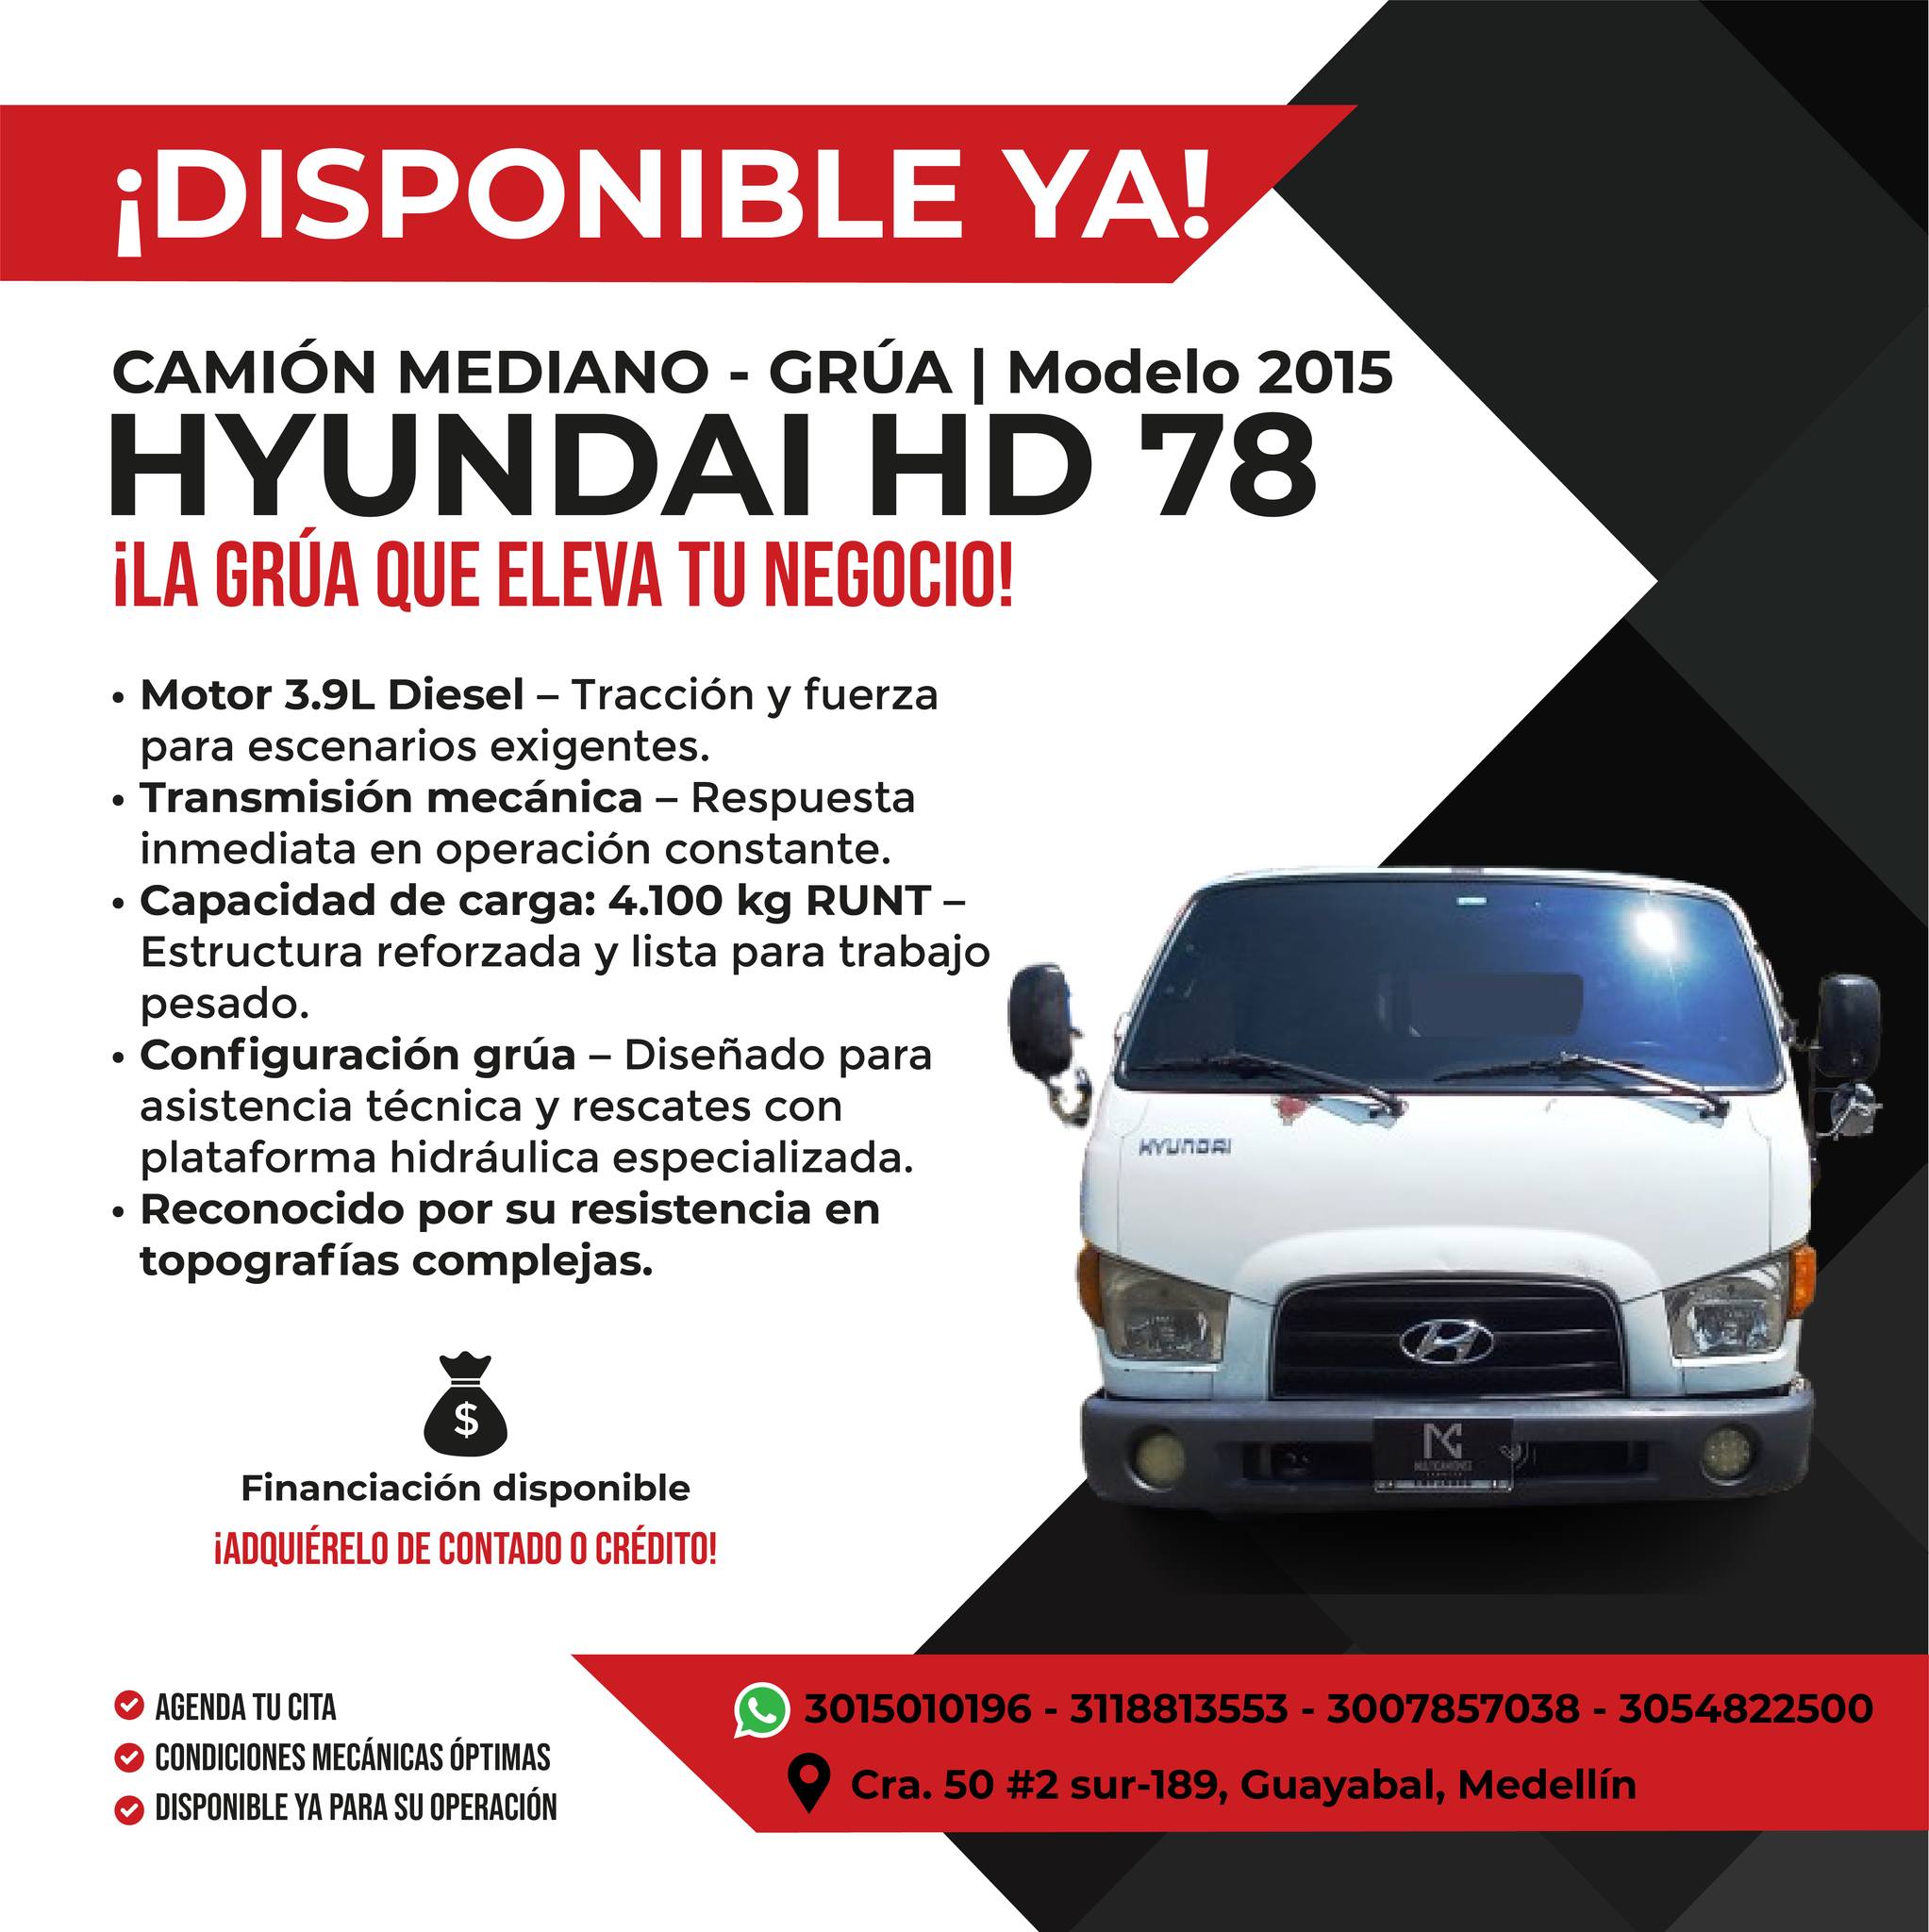 ¡DISPONIBLE YA!
CAMIÓN MEDIANO - GRÚA | Modelo 2015
HYUNDAI HD 78
¡LA GRÚA QUE ELEVA TU NEGOCIO!
• Motor 3.9L Diesel – Tracción y fuerza
para escenarios exigentes.
• Transmisión mecánica – Respuesta
inmediata en operación constante.
• Capacidad de carga: 4.100 kg RUNT –
Estructura reforzada y lista para trabajo
pesado.
• Configuración grúa – Diseñado para
asistencia técnica y rescates con
plataforma hidráulica especializada.
• Reconocido por su resistencia en
topografías complejas.
HYUNDAI
$
Financiación disponible
¡ADQUIÉRELO DE CONTADO O CRÉDITO!
AGENDA TU CITA
CONDICIONES MECÁNICAS ÓPTIMAS
DISPONIBLE YA PARA SU OPERACIÓN
3015010196 - 3118813553 - 3007857038 - 3054822500
Cra. 50 #2 sur-189, Guayabal, Medellín